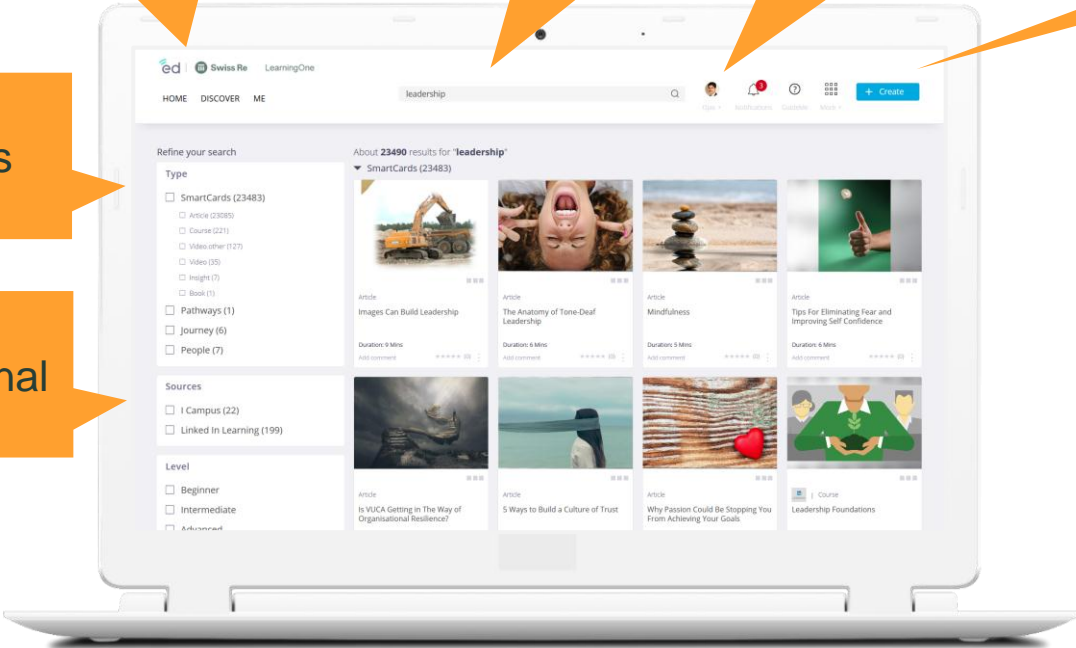 ed | Swiss Re LearningOne
HOME DISCOVER ME
leadership
3
Notifications
More
+ Create
s
nal
Refine your search
Type
SmartCards (23483)
Article (23085)
Course (221)
Video other (127)
Video (35)
Insight (7)
Book (1)
Pathways (1)
Journey (6)
People (7)
Sources
I Campus (22)
Linked In Learning (199)
Level
Beginner
Intermediate
Advanced
About 23490 results for "leadership"
SmartCards (23483)
Article
Images Can Build Leadership
Duration: 9 Mins
Add comment
Article
The Anatomy of Tone-Deaf
Leadership
Duration: 6 Mins
Add comment
Article
Mindfulness
Duration: 5 Mins
Add comment
Article
Tips For Eliminating Fear and
Improving Self Confidence
Duration: 6 Mins
Add comment
Article
Is VUCA Getting in The Way of
Organisational Resilience?
Article
5 Ways to Build a Culture of Trust
Article
Why Passion Could Be Stopping You
From Achieving Your Goals
| Course
Leadership Foundations